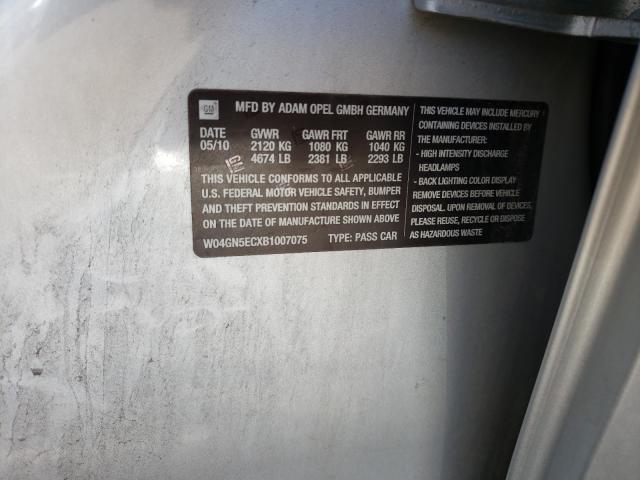 GM
MFD BY ADAM OPEL GMBH GERMANY
DATE GVWR GAWR FRT GAWR RR
05/10 2120 KG 1080 KG 1040 KG
4674 LB 2381 LB 2293 LB
THIS VEHICLE CONFORMS TO ALL APPLICABLE
U.S. FEDERAL MOTOR VEHICLE SAFETY, BUMPER
AND THEFT PREVENTION STANDARDS IN EFFECT
ON THE DATE OF MANUFACTURE SHOWN ABOVE
W04GN5ECXB1007075 TYPE: PASS CAR
THIS VEHICLE MAY INCLUDE MERCURY
CONTAINING DEVICES INSTALLED BY
THE MANUFACTURER:
- HIGH INTENSITY DISCHARGE
HEADLAMPS
- BACK LIGHTING COLOR DISPLAY
REMOVE DEVICES BEFORE VEHICLE
DISPOSAL. UPON REMOVAL OF DEVICES,
PLEASE REUSE, RECYCLE OR DISPOSE
AS HAZARDOUS WASTE